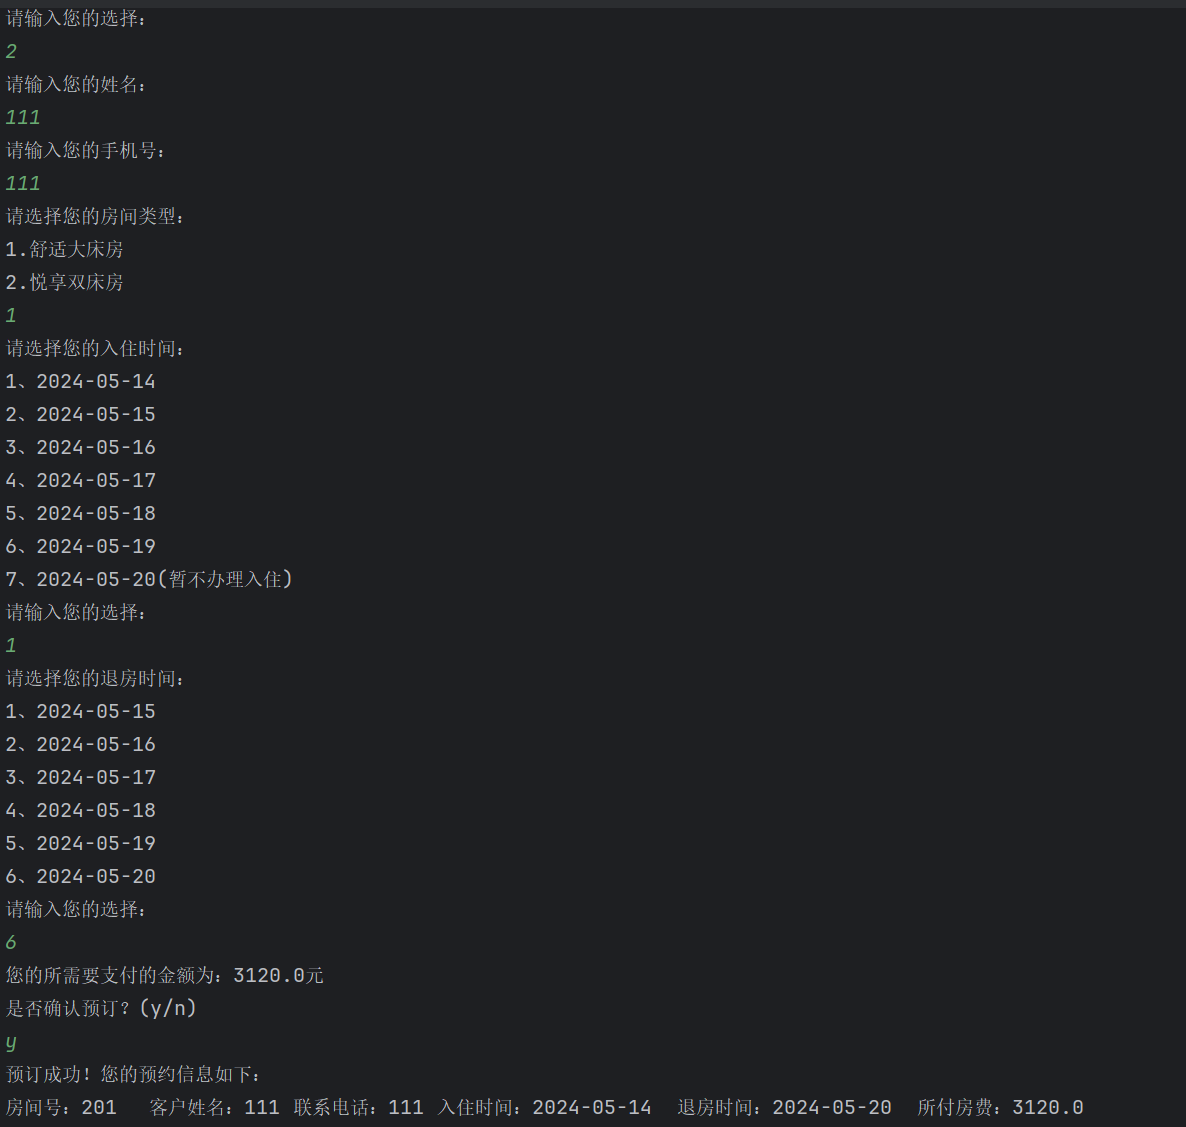 请输入您的选择：
2
请输入您的姓名：
111
请输入您的手机号：
111
请选择您的房间类型：
1.舒适大床房
2.悦享双床房
1
请选择您的入住时间：
1、2024-05-14
2、2024-05-15
3、2024-05-16
4、2024-05-17
5、2024-05-18
6、2024-05-19
7、2024-05-20(暂不办理入住)
请输入您的选择：
1
请选择您的退房时间：
1、2024-05-15
2、2024-05-16
3、2024-05-17
4、2024-05-18
5、2024-05-19
6、2024-05-20
请输入您的选择：
6
您的所需要支付的金额为：3120.0元
是否确认预订？(y/n)
y
预订成功！您的预约信息如下：
房间号：201   客户姓名：111 联系电话：111 入住时间：2024-05-14  退房时间：2024-05-20  所付房费：3120.0